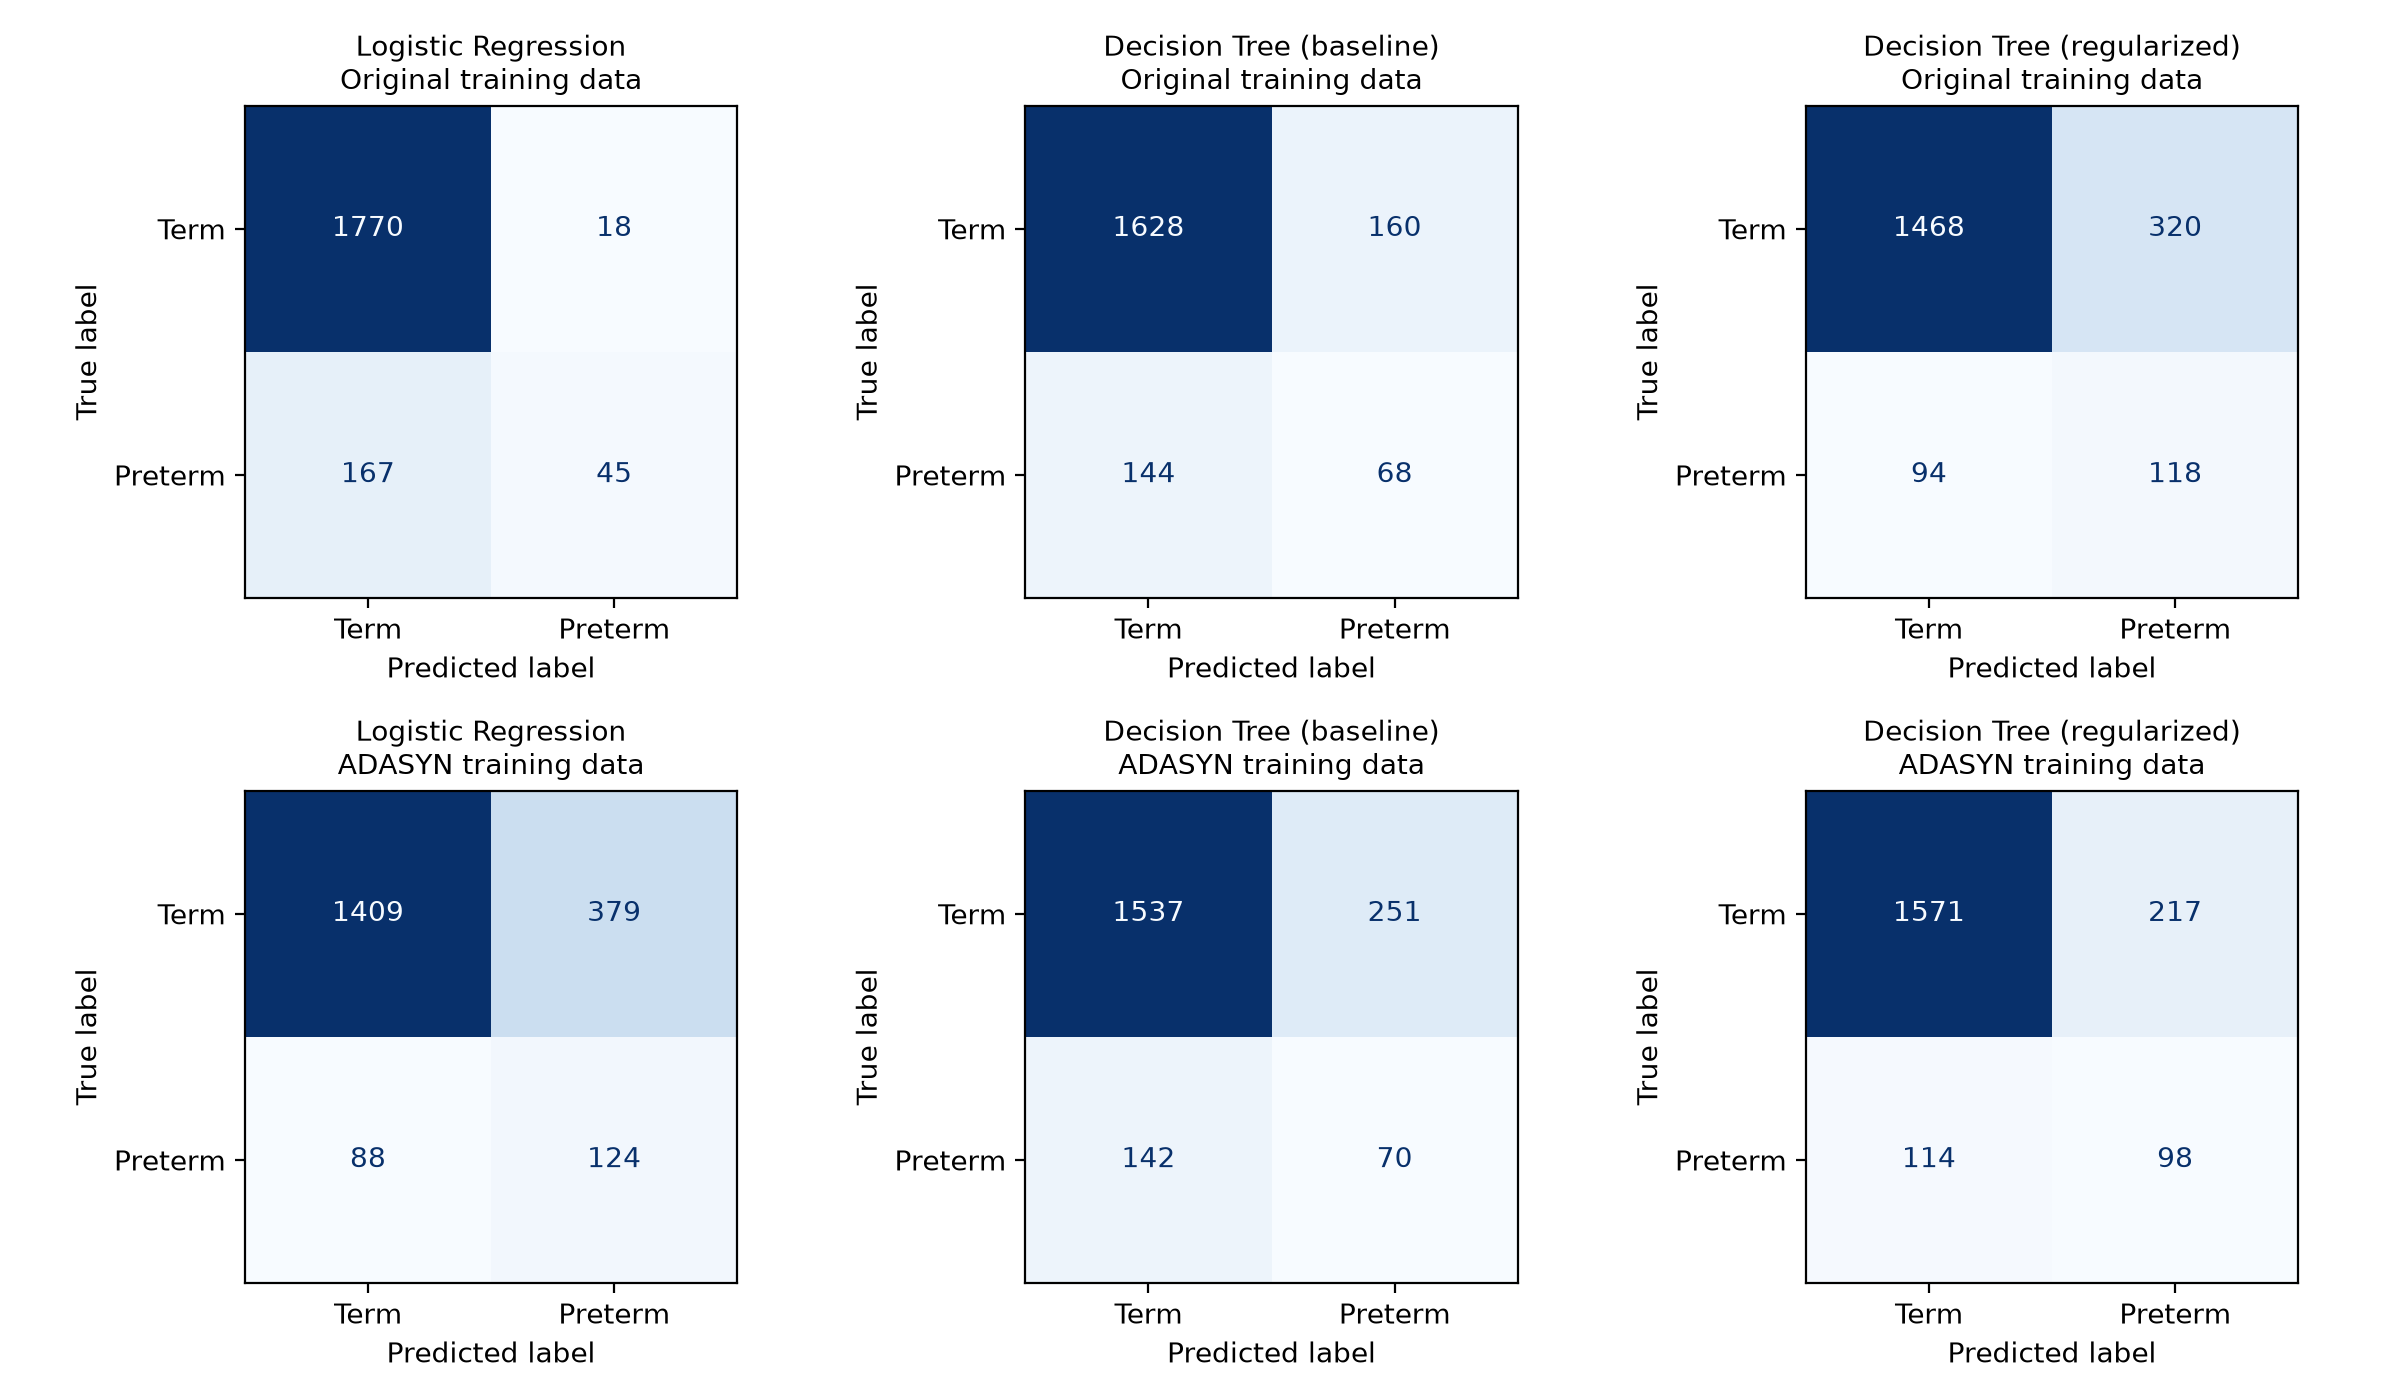 Logistic Regression
Original training data
True label
Term
1770
18
Preterm
167
45
Term
Preterm
Predicted label
Decision Tree (baseline)
Original training data
True label
Term
1628
160
Preterm
144
68
Term
Preterm
Predicted label
Decision Tree (regularized)
Original training data
True label
Term
1468
320
Preterm
94
118
Term
Preterm
Predicted label
Logistic Regression
ADASYN training data
True label
Term
1409
379
Preterm
88
124
Term
Preterm
Predicted label
Decision Tree (baseline)
ADASYN training data
True label
Term
1537
251
Preterm
142
70
Term
Preterm
Predicted label
Decision Tree (regularized)
ADASYN training data
True label
Term
1571
217
Preterm
114
98
Term
Preterm
Predicted label